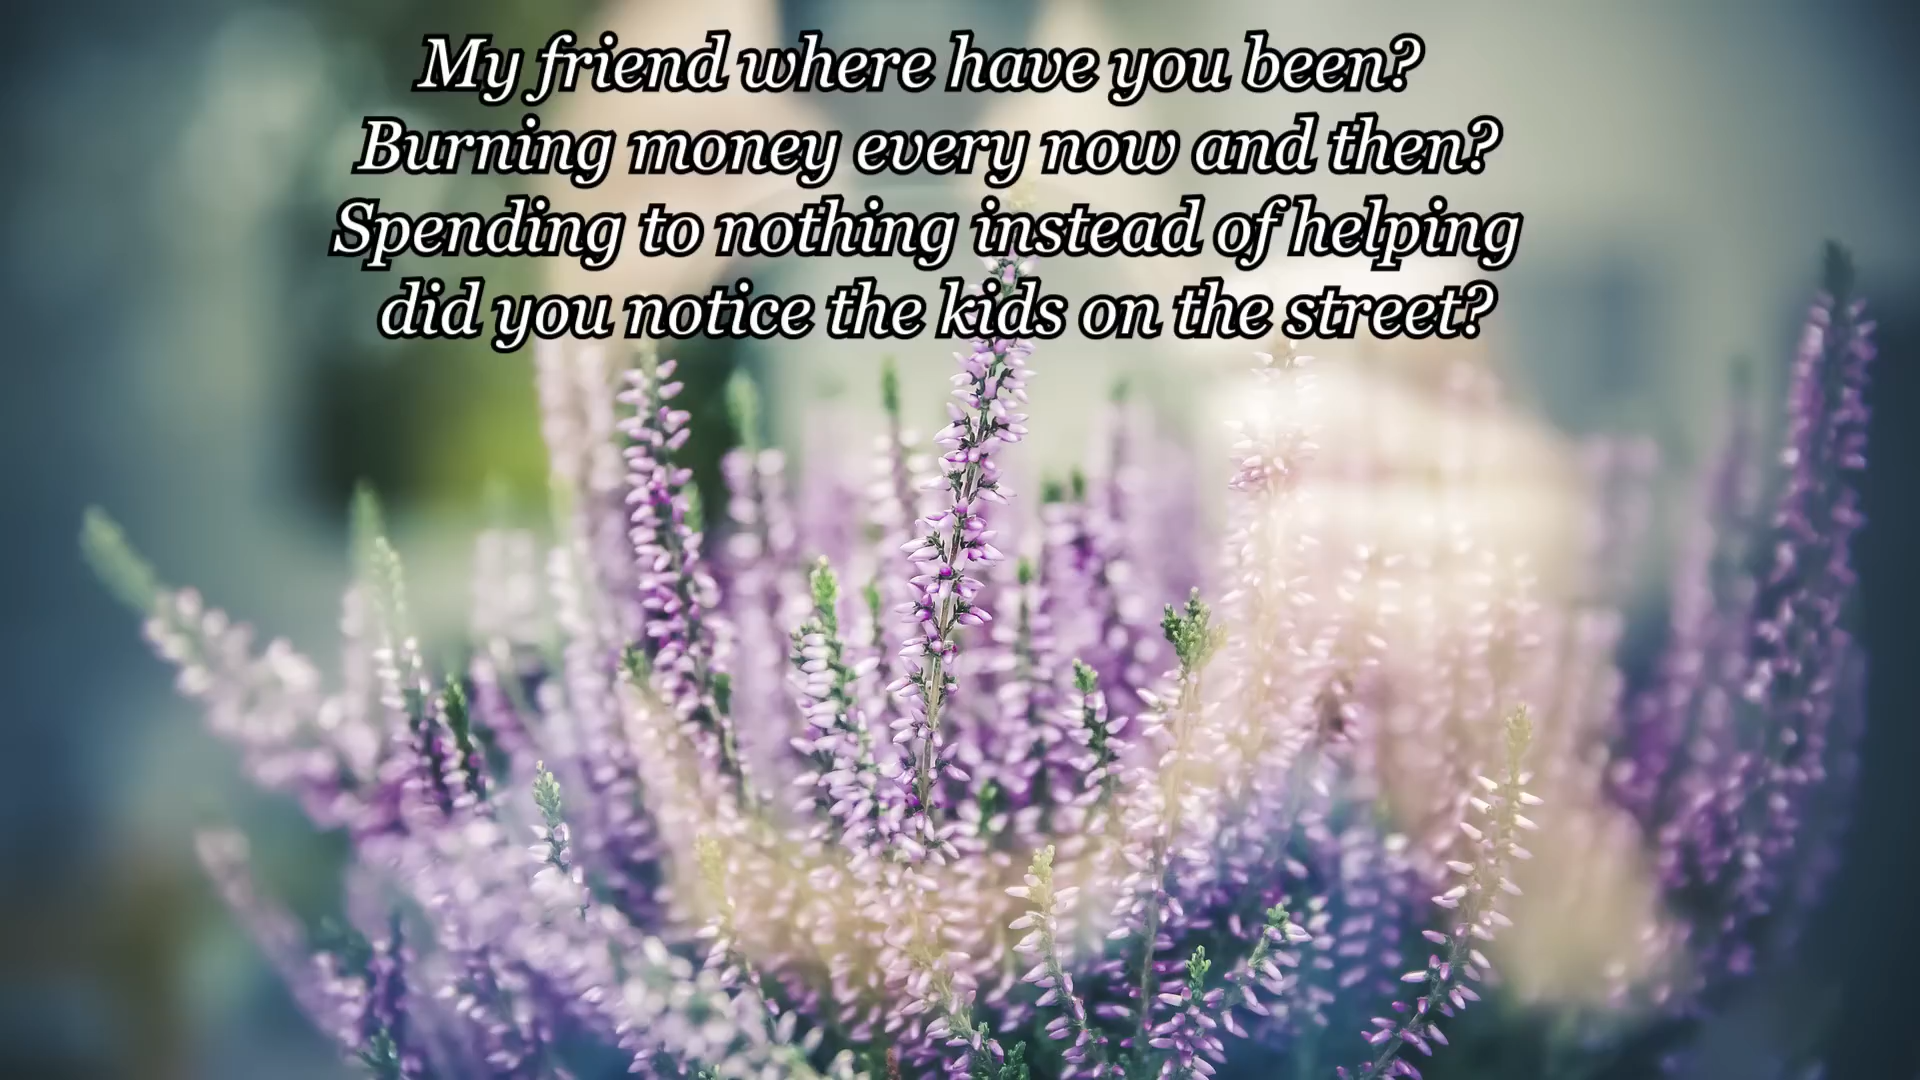 My friend where have you been?
Burning money every now and then?
Spending to nothing instead of helping
did you notice the kids on the street?